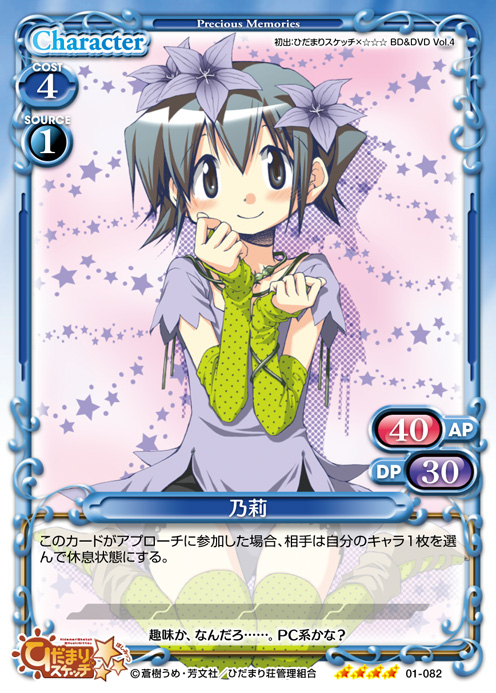 Precious Memories
Character
初出:ひだまりスケッチ×☆☆☆ BD&DVD Vol.4
COST
4
SOURCE
1
40 AP
DP 30
乃莉
このカードがアプローチに参加した場合、相手は自分のキャラ1枚を選
んで休息状態にする。
趣味か、なんだろ……。PC系かな?
ひだまり
スケッチ
©蒼樹うめ・芳文社/ひだまり荘管理組合
01-082